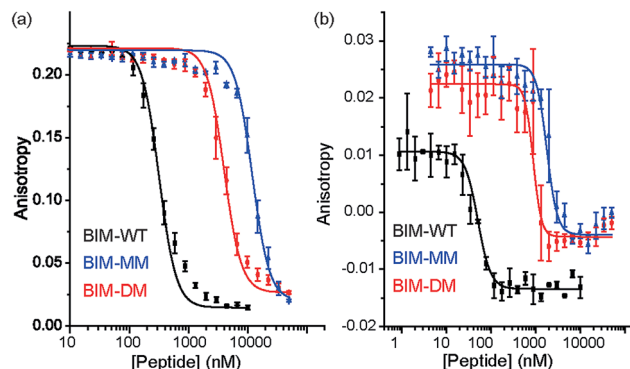 (a)
Anisotropy
0.20
0.15
0.10
0.05
0.00
BIM-WT
BIM-MM
BIM-DM
10 100 1000 10000
[Peptide] (nM)
(b)
Anisotropy
0.03
0.02
0.01
0.00
-0.01
-0.02
BIM-WT
BIM-MM
BIM-DM
1 10 100 1000 10000
[Peptide] (nM)